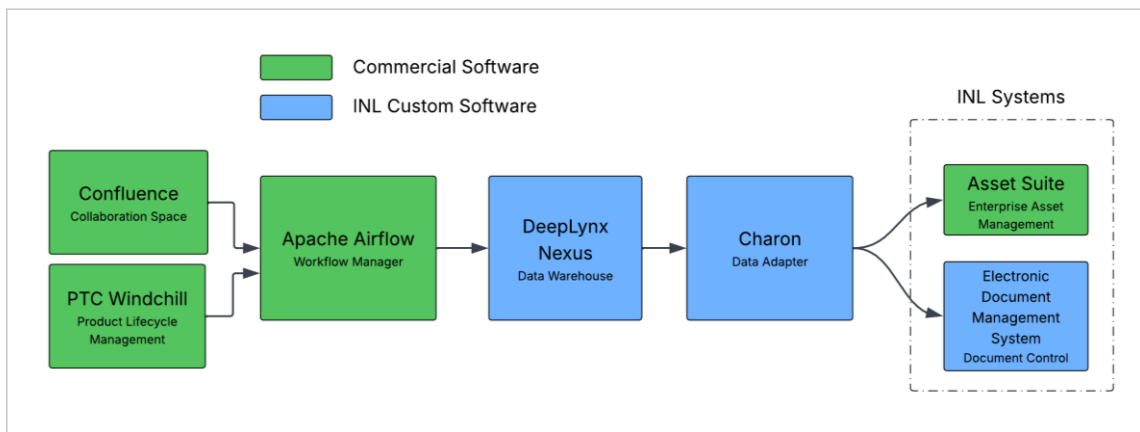 Commercial Software
INL Custom Software
INL Systems
Confluence
Collaboration Space
PTC Windchill
Product Lifecycle
Management
Apache Airflow
Workflow Manager
DeepLynx
Nexus
Data Warehouse
Charon
Data Adapter
Asset Suite
Enterprise Asset
Management
Electronic
Document
Management
System
Document Control